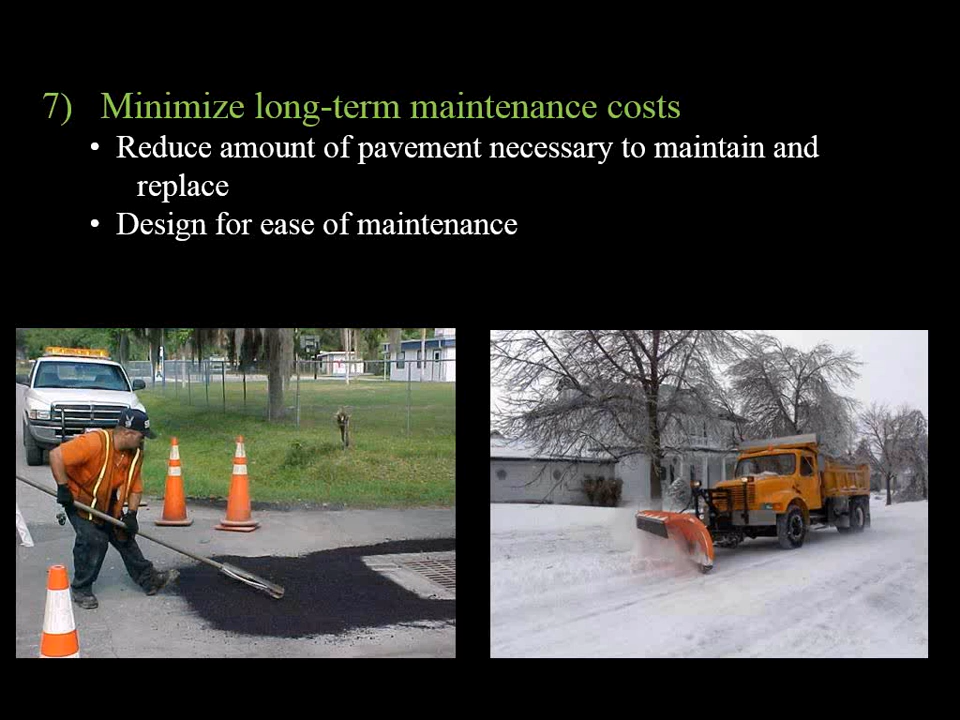 7) Minimize long-term maintenance costs
• Reduce amount of pavement necessary to maintain and
replace
• Design for ease of maintenance